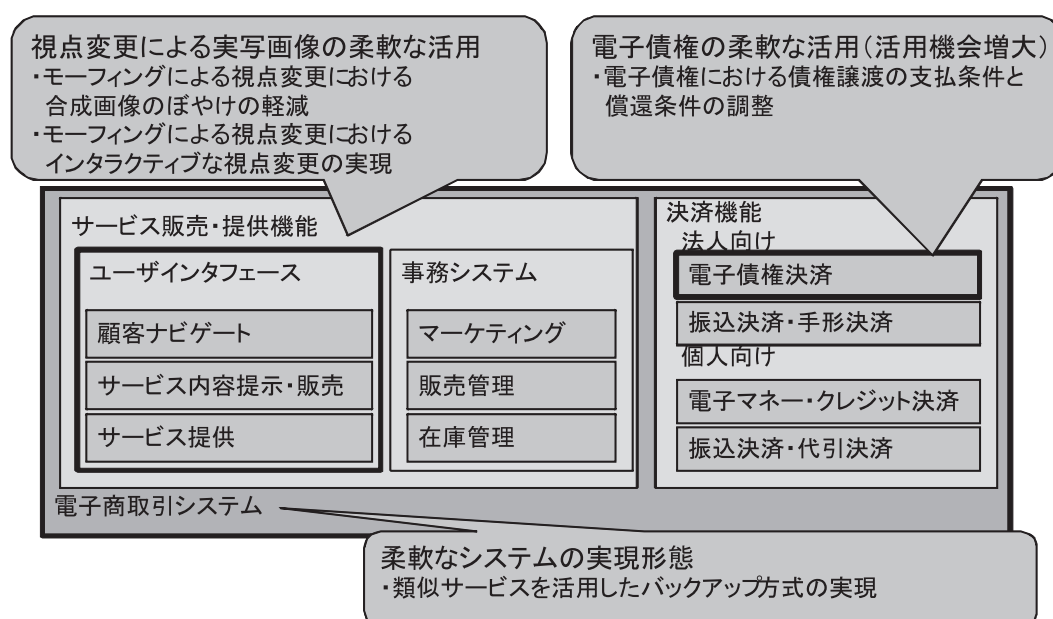 視点変更による実写画像の柔軟な活用
・モーフィングによる視点変更における
合成画像のぼやけの軽減
・モーフィングによる視点変更における
インタラクティブな視点変更の実現
電子債権の柔軟な活用(活用機会増大)
・電子債権における債権譲渡の支払条件と
償還条件の調整
サービス販売・提供機能
ユーザインタフェース
顧客ナビゲート
サービス内容提示・販売
サービス提供
事務システム
マーケティング
販売管理
在庫管理
決済機能
法人向け
電子債権決済
振込決済・手形決済
個人向け
電子マネー・クレジット決済
振込決済・代引決済
電子商取引システム
柔軟なシステムの実現形態
・類似サービスを活用したバックアップ方式の実現